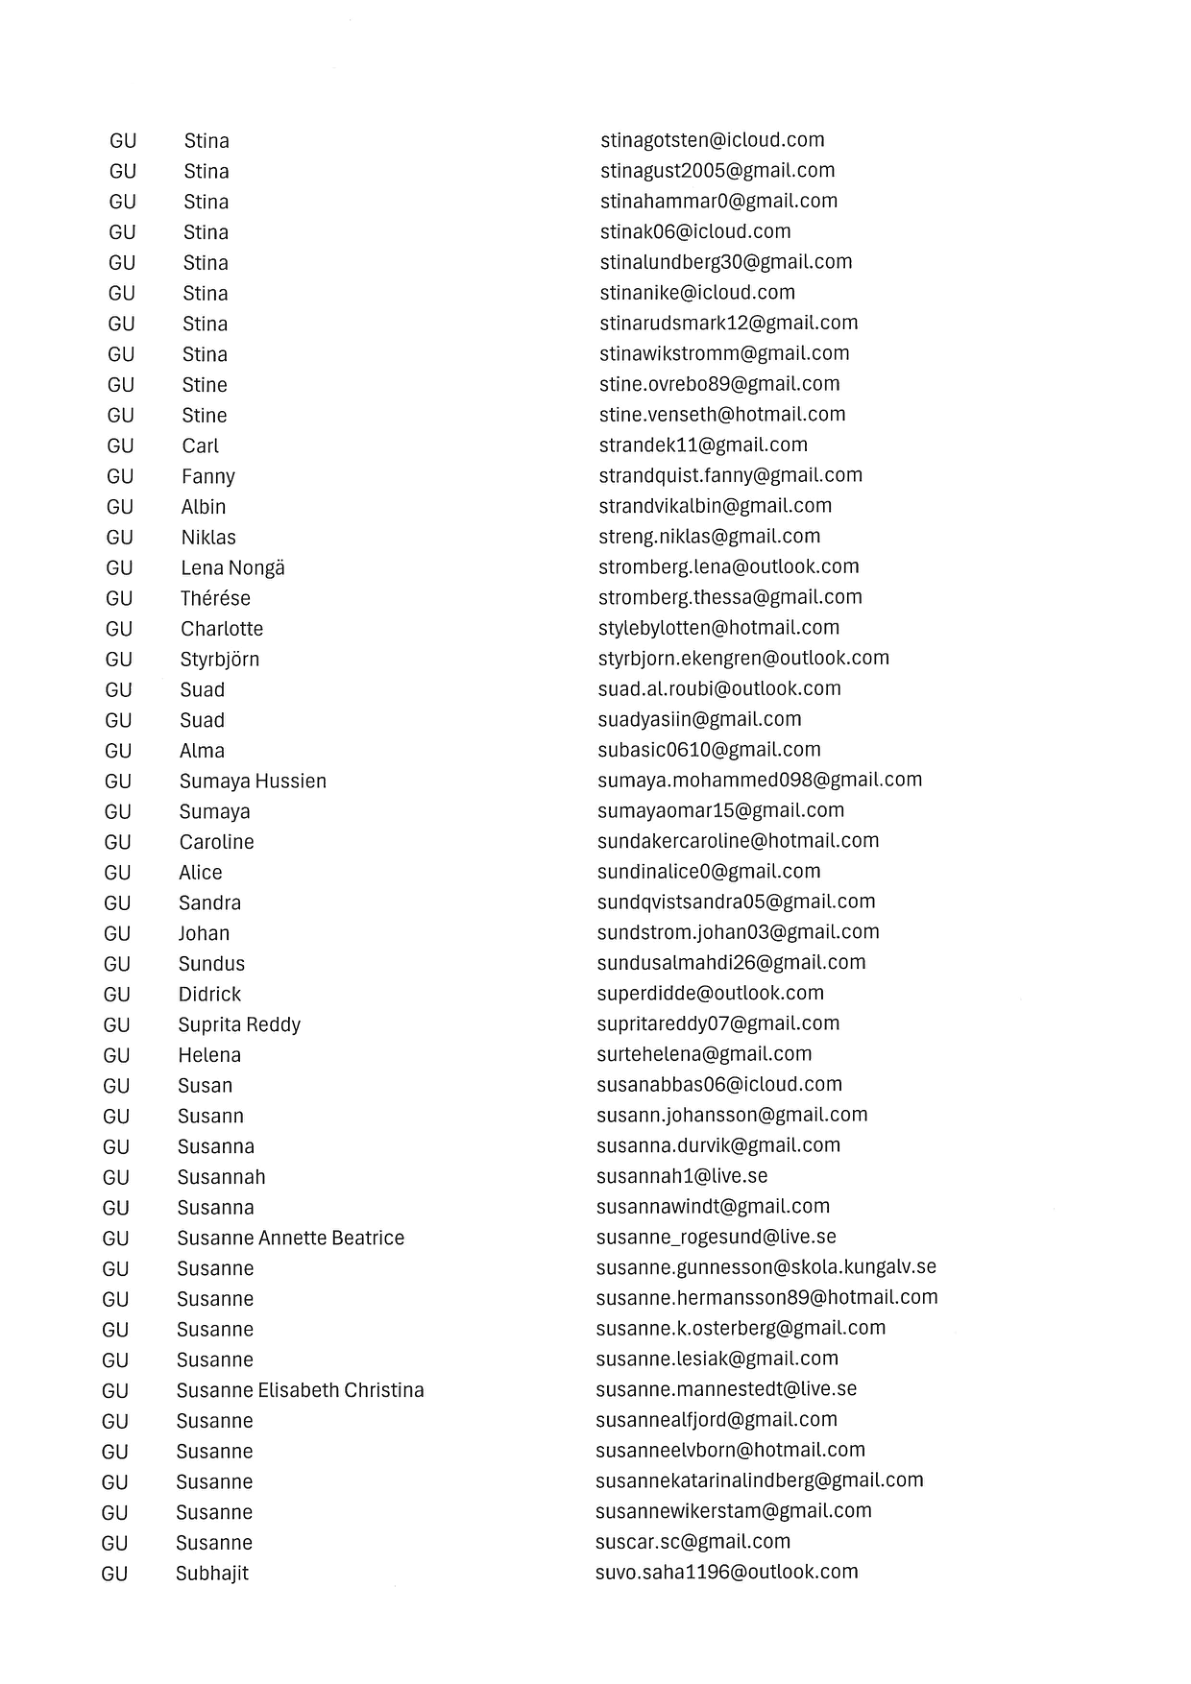 GU Stina stinagotsten@icloud.com
GU Stina stinagust2005@gmail.com
GU Stina stinahammar0@gmail.com
GU Stina stinak06@icloud.com
GU Stina stinalundberg30@gmail.com
GU Stina stinanike@icloud.com
GU Stina stinarudsmark12@gmail.com
GU Stina stinawikstromm@gmail.com
GU Stine stine.ovrebo89@gmail.com
GU Stine stine.venseth@hotmail.com
GU Carl strandek11@gmail.com
GU Fanny strandquist.fanny@gmail.com
GU Albin strandvikalbin@gmail.com
GU Niklas streng.niklas@gmail.com
GU Lena Nongä stromberg.lena@outlook.com
GU Thérése stromberg.thessa@gmail.com
GU Charlotte stylebylotten@hotmail.com
GU Styrbjörn styrbjorn.ekengren@outlook.com
GU Suad suad.al.roubi@outlook.com
GU Suad suadyasiin@gmail.com
GU Alma subasic0610@gmail.com
GU Sumaya Hussien sumaya.mohammed098@gmail.com
GU Sumaya sumayaomar15@gmail.com
GU Caroline sundakercaroline@hotmail.com
GU Alice sundinalice0@gmail.com
GU Sandra sundqvistsandra05@gmail.com
GU Johan sundstrom.johan03@gmail.com
GU Sundus sundusalmahdi26@gmail.com
GU Didrick superdidde@outlook.com
GU Suprita Reddy supritareddy07@gmail.com
GU Helena surtehelena@gmail.com
GU Susan susanabbas06@icloud.com
GU Susann susann.johansson@gmail.com
GU Susanna susanna.durvik@gmail.com
GU Susannah susannah1@live.se
GU Susanna susannawindt@gmail.com
GU Susanne Annette Beatrice susanne_rogesund@live.se
GU Susanne susanne.gunnesson@skola.kungalv.se
GU Susanne susanne.hermansson89@hotmail.com
GU Susanne susanne.k.osterberg@gmail.com
GU Susanne susanne.lesiak@gmail.com
GU Susanne Elisabeth Christina susanne.mannestedt@live.se
GU Susanne susannealfjord@gmail.com
GU Susanne susanneelvborn@hotmail.com
GU Susanne susannekatarinalindberg@gmail.com
GU Susanne susannewikerstam@gmail.com
GU Susanne suscar.sc@gmail.com
GU Subhajit suvo.saha1196@outlook.com